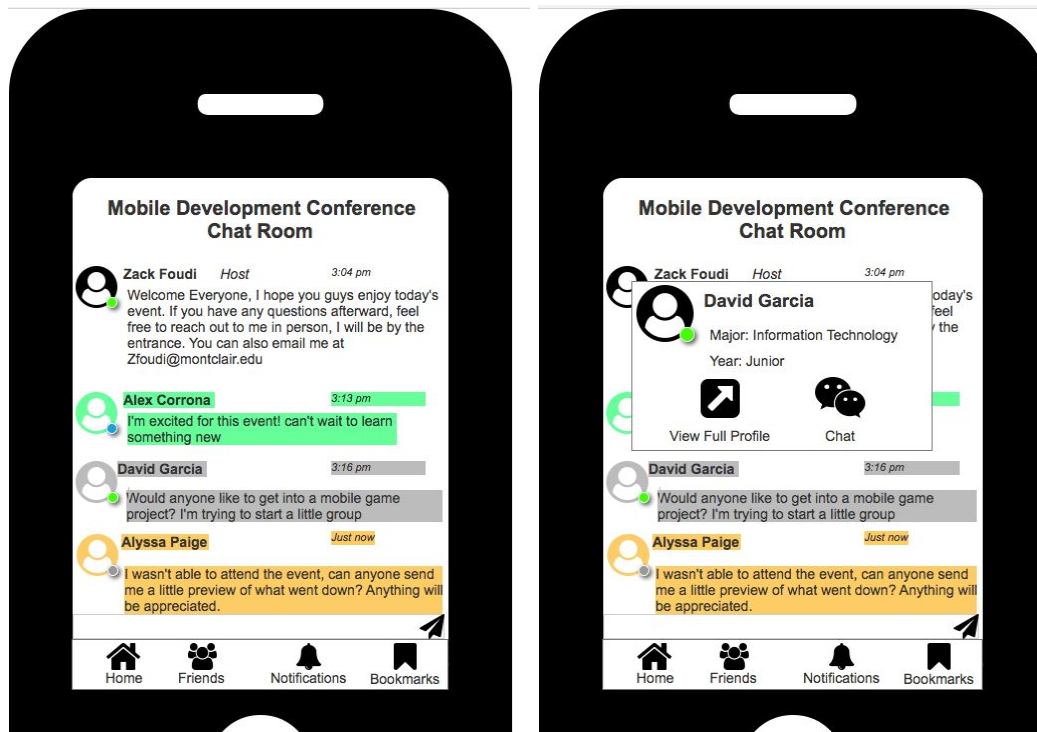 Mobile Development Conference
Chat Room
Zack Foudi Host 3:04 pm
Welcome Everyone, I hope you guys enjoy today's
event. If you have any questions afterward, feel
free to reach out to me in person, I will be by the
entrance. You can also email me at
Zfoudi@montclair.edu
Alex Corrona 3:13 pm
I'm excited for this event! can't wait to learn
something new
David Garcia 3:16 pm
Would anyone like to get into a mobile game
project? I'm trying to start a little group
Alyssa Paige Just now
I wasn't able to attend the event, can anyone send
me a little preview of what went down? Anything will
be appreciated.
Home Friends Notifications Bookmarks
Mobile Development Conference
Chat Room
Zack Foudi Host 3:04 pm
oday's
feel
the
David Garcia
Major: Information Technology
Year: Junior
View Full Profile Chat
David Garcia 3:16 pm
Would anyone like to get into a mobile game
project? I'm trying to start a little group
Alyssa Paige Just now
I wasn't able to attend the event, can anyone send
me a little preview of what went down? Anything will
be appreciated.
Home Friends Notifications Bookmarks